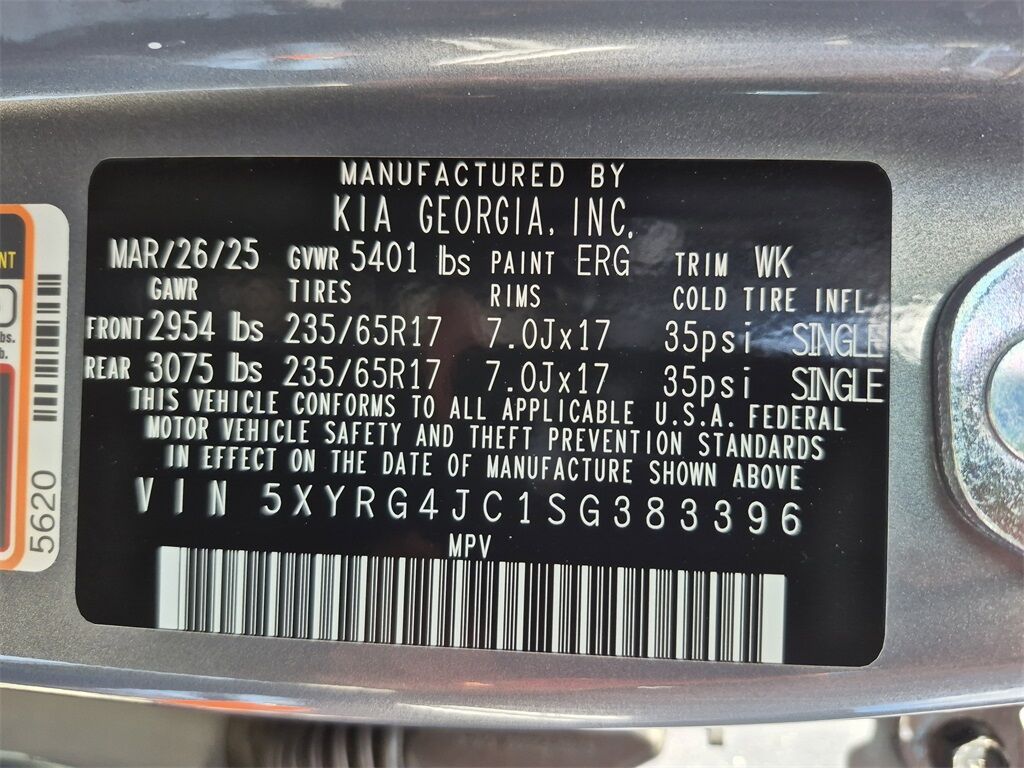 MANUFACTURED BY
KIA GEORGIA, INC.
MAR/26/25 GVWR 5401 lbs PAINT ERG TRIM WK
GAWR TIRES RIMS COLD TIRE INFL
FRONT 2954 lbs 235/65R17 7.0Jx17 35psi SINGLE
REAR 3075 lbs 235/65R17 7.0Jx17 35psi SINGLE
THIS VEHICLE CONFORMS TO ALL APPLICABLE U.S.A. FEDERAL
MOTOR VEHICLE SAFETY AND THEFT PREVENTION STANDARDS
IN EFFECT ON THE DATE OF MANUFACTURE SHOWN ABOVE
VIN 5XYRG4JC1SG383396
MPV
NT
lbs.
b.
5620